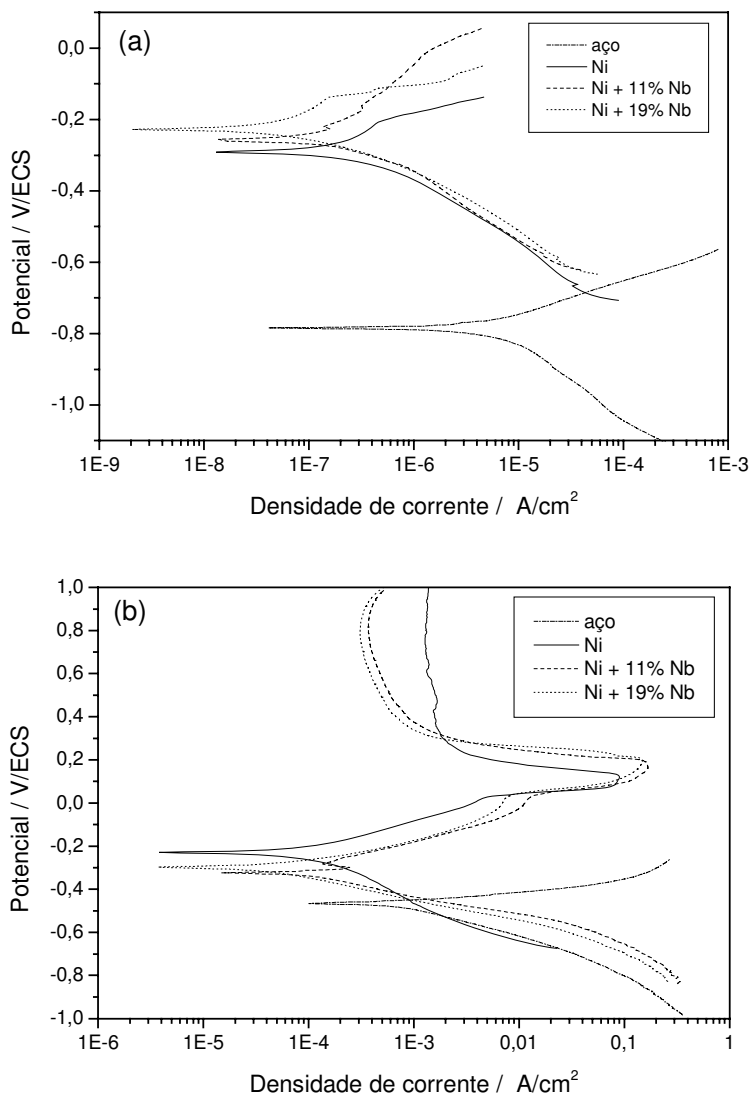 (a)
aço
Ni
Ni + 11% Nb
Ni + 19% Nb
0,0
-0,2
-0,4
-0,6
-0,8
-1,0
Potencial / V/ECS
1E-9 1E-8 1E-7 1E-6 1E-5 1E-4 1E-3
Densidade de corrente / A/cm²
(b)
aço
Ni
Ni + 11% Nb
Ni + 19% Nb
1,0
0,8
0,6
0,4
0,2
0,0
-0,2
-0,4
-0,6
-0,8
-1,0
Potencial / V/ECS
1E-6 1E-5 1E-4 1E-3 0,01 0,1 1
Densidade de corrente / A/cm²